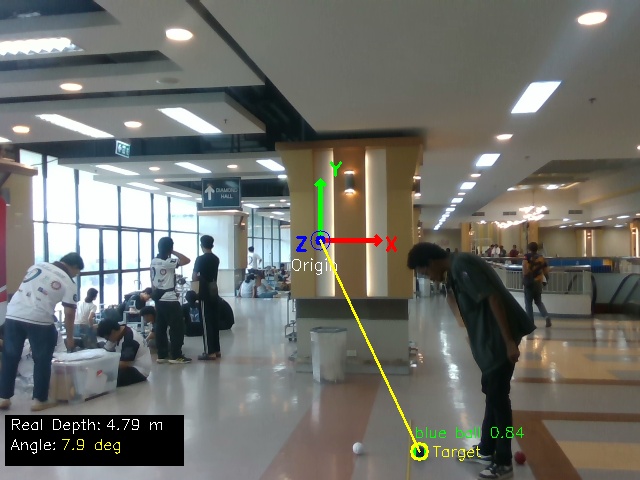 DIAMOND
HALL
Y
Z
X
Origin
blue ball 0.84
Target
Real Depth: 4.79 m
Angle: 7.9 deg